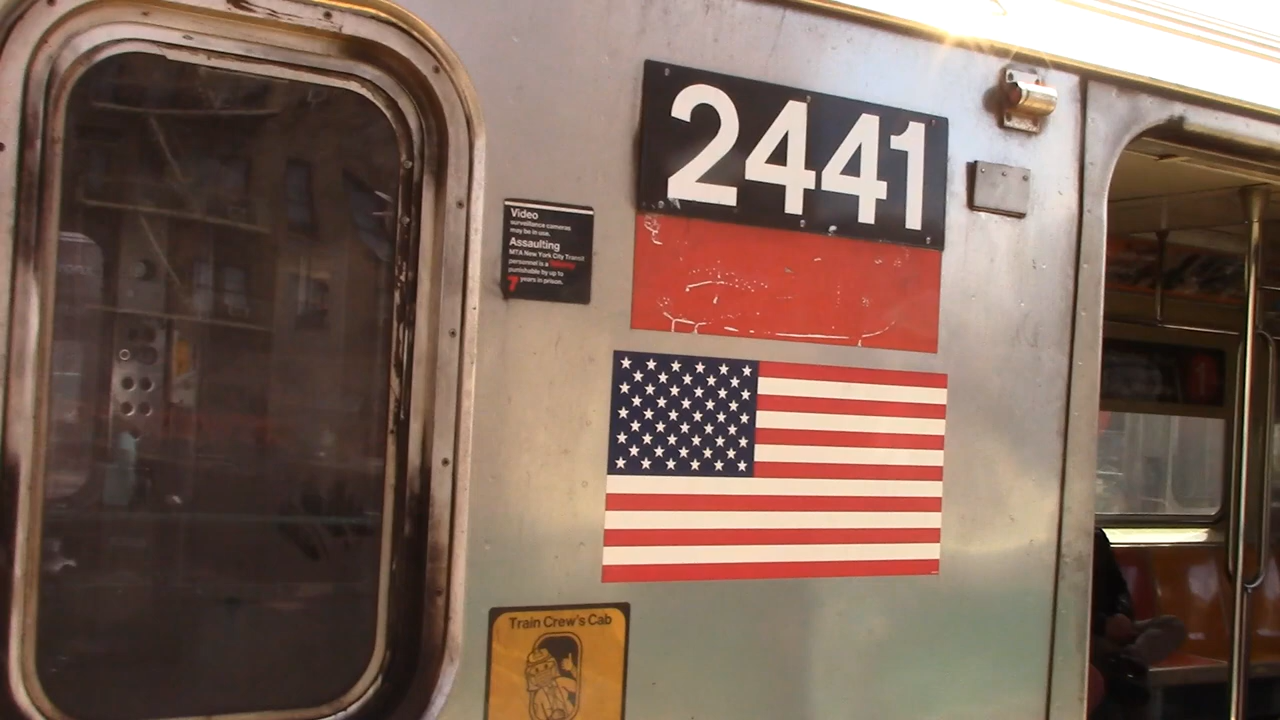 2441
Video
surveillance cameras
may be in use.
Assaulting
MTA New York City Transit
personnel is a felony
punishable by up to
7 years in prison.
Train Crew's Cab